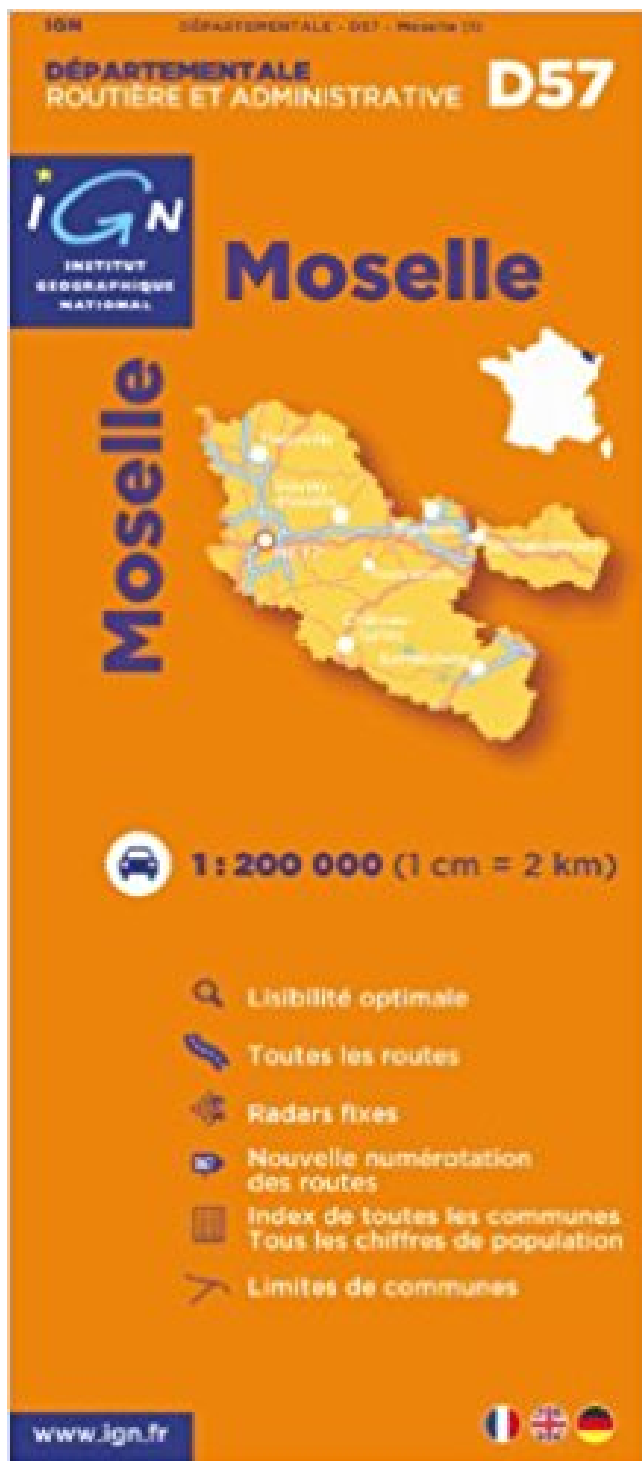 IGN
DÉPARTEMENTALE - D57 - Moselle
DÉPARTEMENTALE
ROUTIÈRE ET ADMINISTRATIVE
D57
iGN
INSTITUT
GEOGRAPHIQUE
NATIONAL
Moselle
Moselle
1 : 200 000 (1 cm = 2 km)
Lisibilité optimale
Toutes les routes
Radars fixes
Nouvelle numérotation
des routes
Index de toutes les communes
Tous les chiffres de population
Limites de communes
www.ign.fr